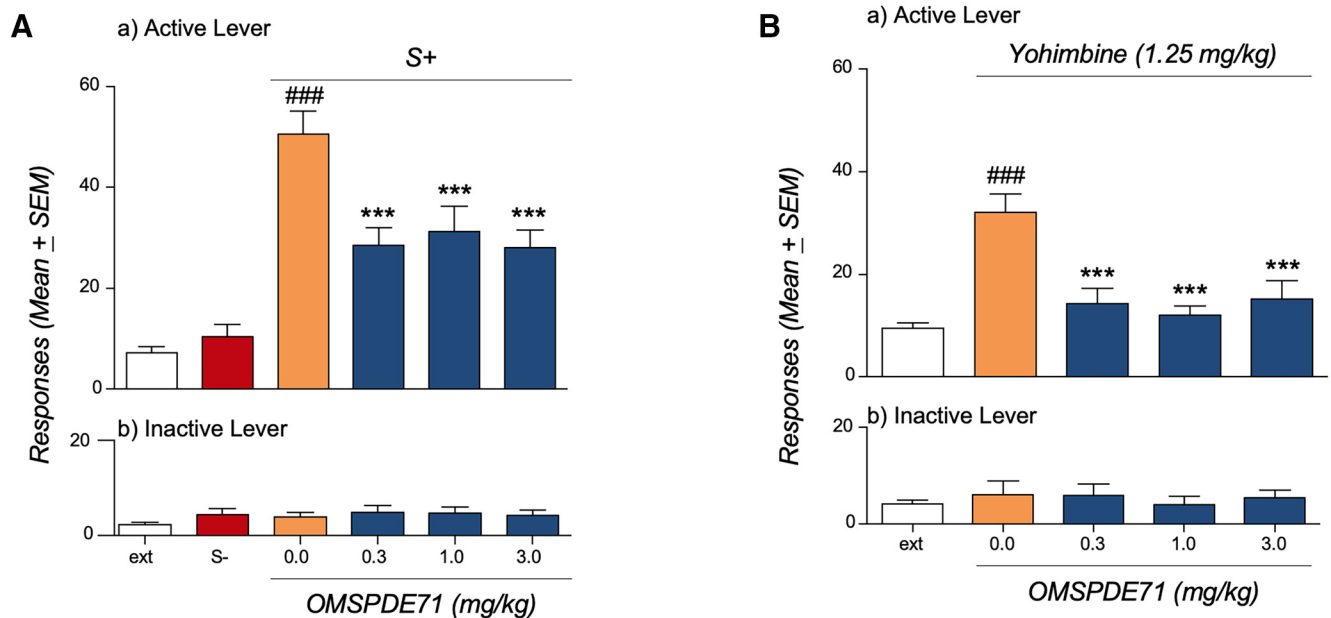 A
a) Active Lever
S+
60
###
40
***
***
***
20
0
Responses (Mean + SEM)
b) Inactive Lever
20
0
ext
S-
0.0
0.3
1.0
3.0
OMSPDE71 (mg/kg)
B
a) Active Lever
Yohimbine (1.25 mg/kg)
60
###
40
***
***
***
20
0
Responses (Mean + SEM)
b) Inactive Lever
20
0
ext
0.0
0.3
1.0
3.0
OMSPDE71 (mg/kg)